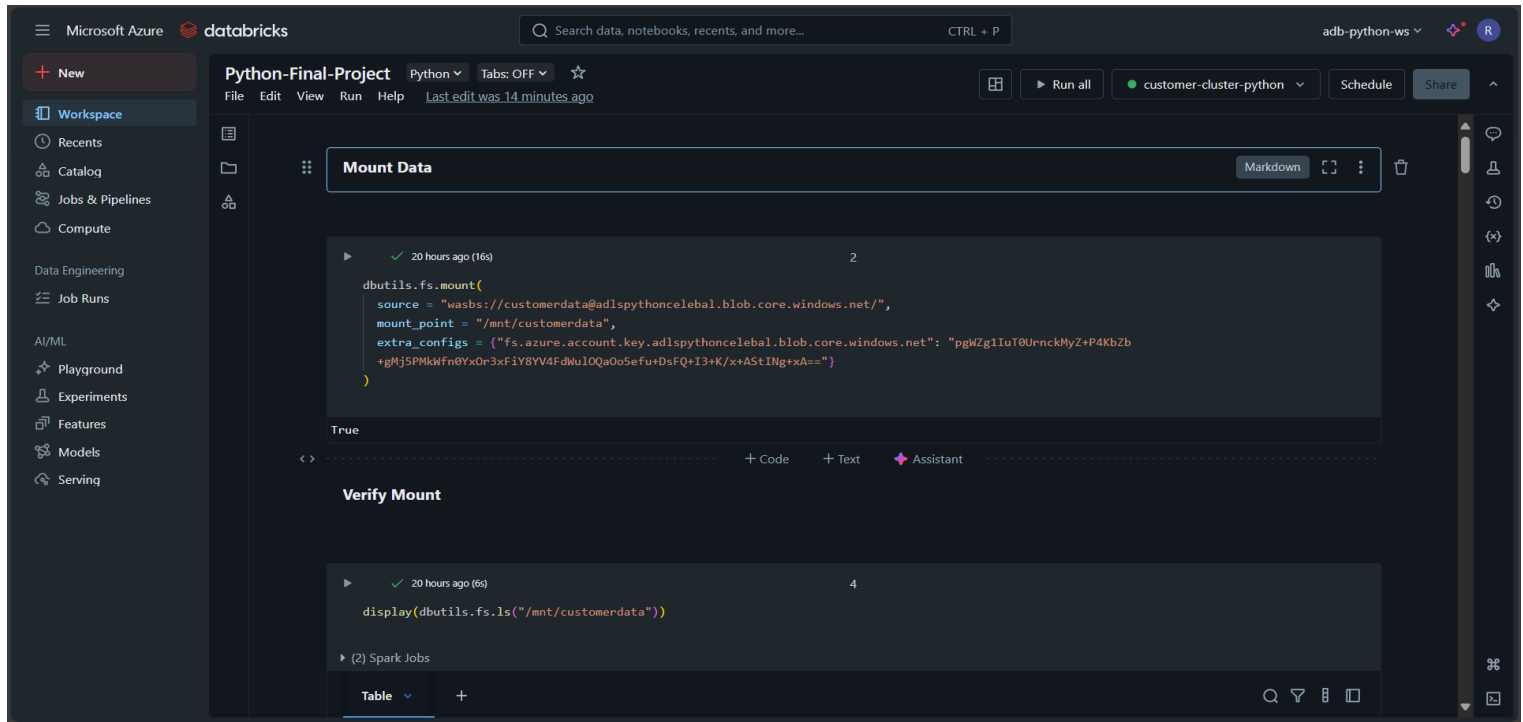 Microsoft Azure databricks Search data, notebooks, recents, and more... CTRL + P adb-python-ws R
New
Workspace
Recents
Catalog
Jobs & Pipelines
Compute
Data Engineering
Job Runs
AI/ML
Playground
Experiments
Features
Models
Serving
Python-Final-Project Python Tabs: OFF
File Edit View Run Help Last edit was 14 minutes ago
Run all customer-cluster-python Schedule Share
Mount Data Markdown
20 hours ago (16s) 2
dbutils.fs.mount(
source = "wasbs://customerdata@adlspythoncelebal.blob.core.windows.net/",
mount_point = "/mnt/customerdata",
extra_configs = {"fs.azure.account.key.adlspythoncelebal.blob.core.windows.net":
)
True
+ Code + Text Assistant
Verify Mount
20 hours ago (6s) 4
display(dbutils.fs.ls("/mnt/customerdata"))
(2) Spark Jobs
Table +